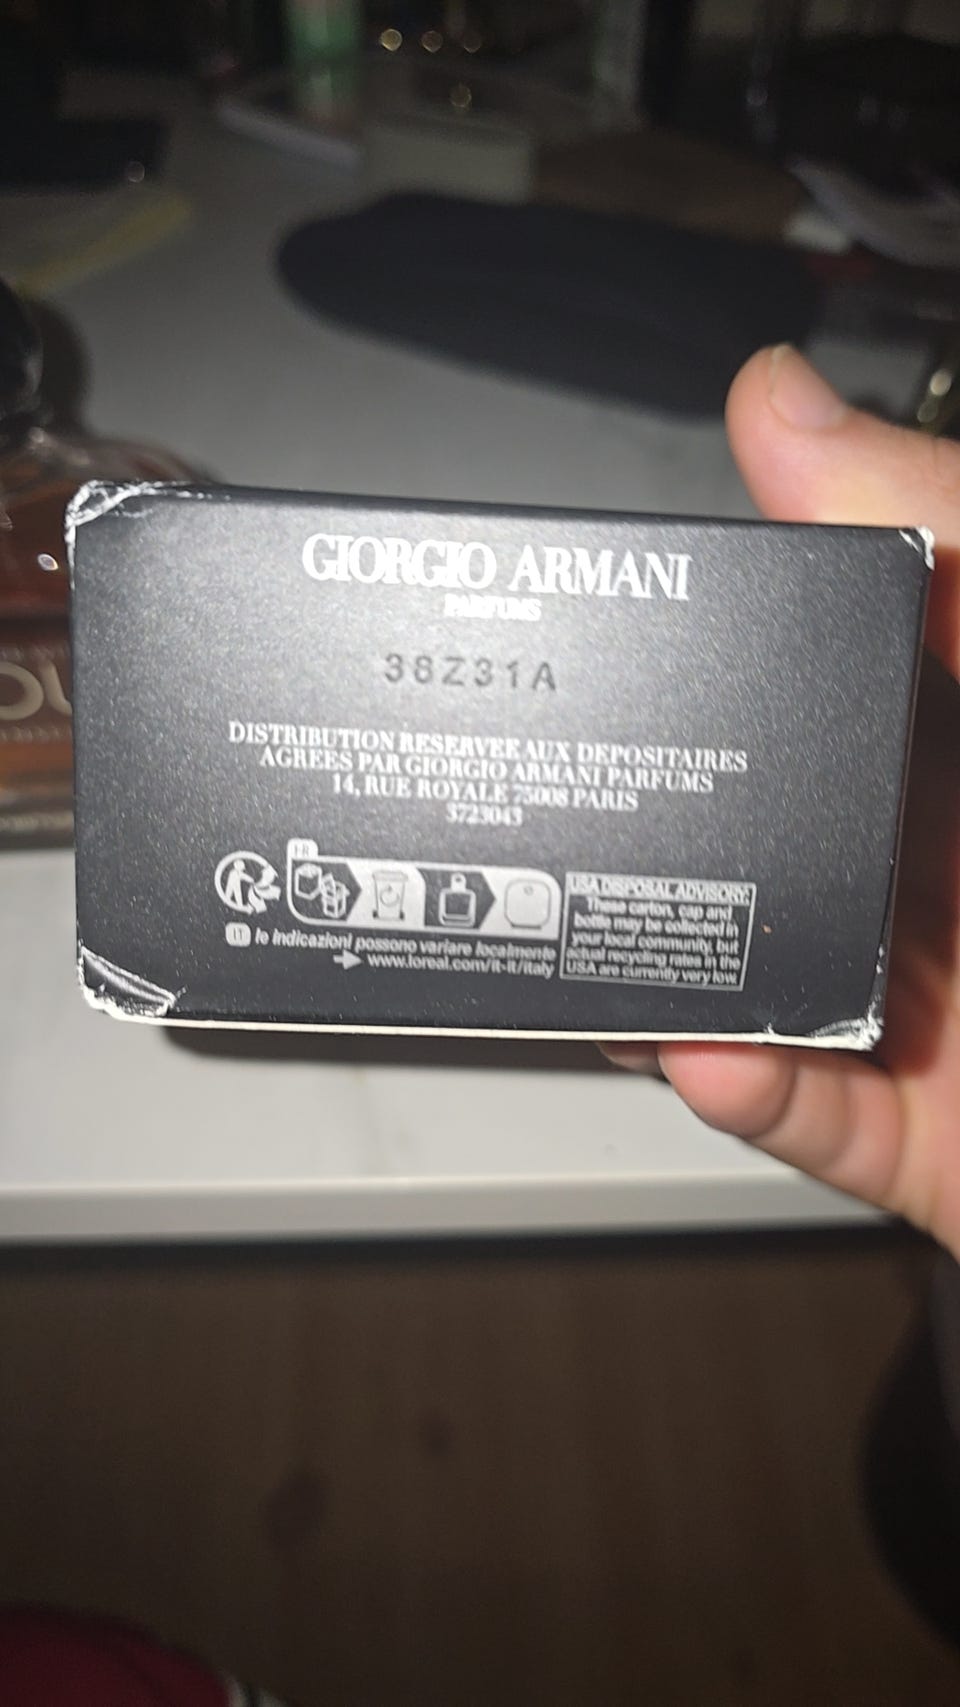 GIORGIO ARMANI
PARFUMS
38Z31A
DISTRIBUTION RESERVEE AUX DEPOSITAIRES
AGREES PAR GIORGIO ARMANI PARFUMS
14, RUE ROYALE 75008 PARIS
3723043
FR
IT le indicazioni possono variare localmente
www.loreal.com/it-it/italy
USA DISPOSAL ADVISORY:
These carton, cap and
bottle may be collected in
your local community, but
actual recycling rates in the
USA are currently very low.
OU